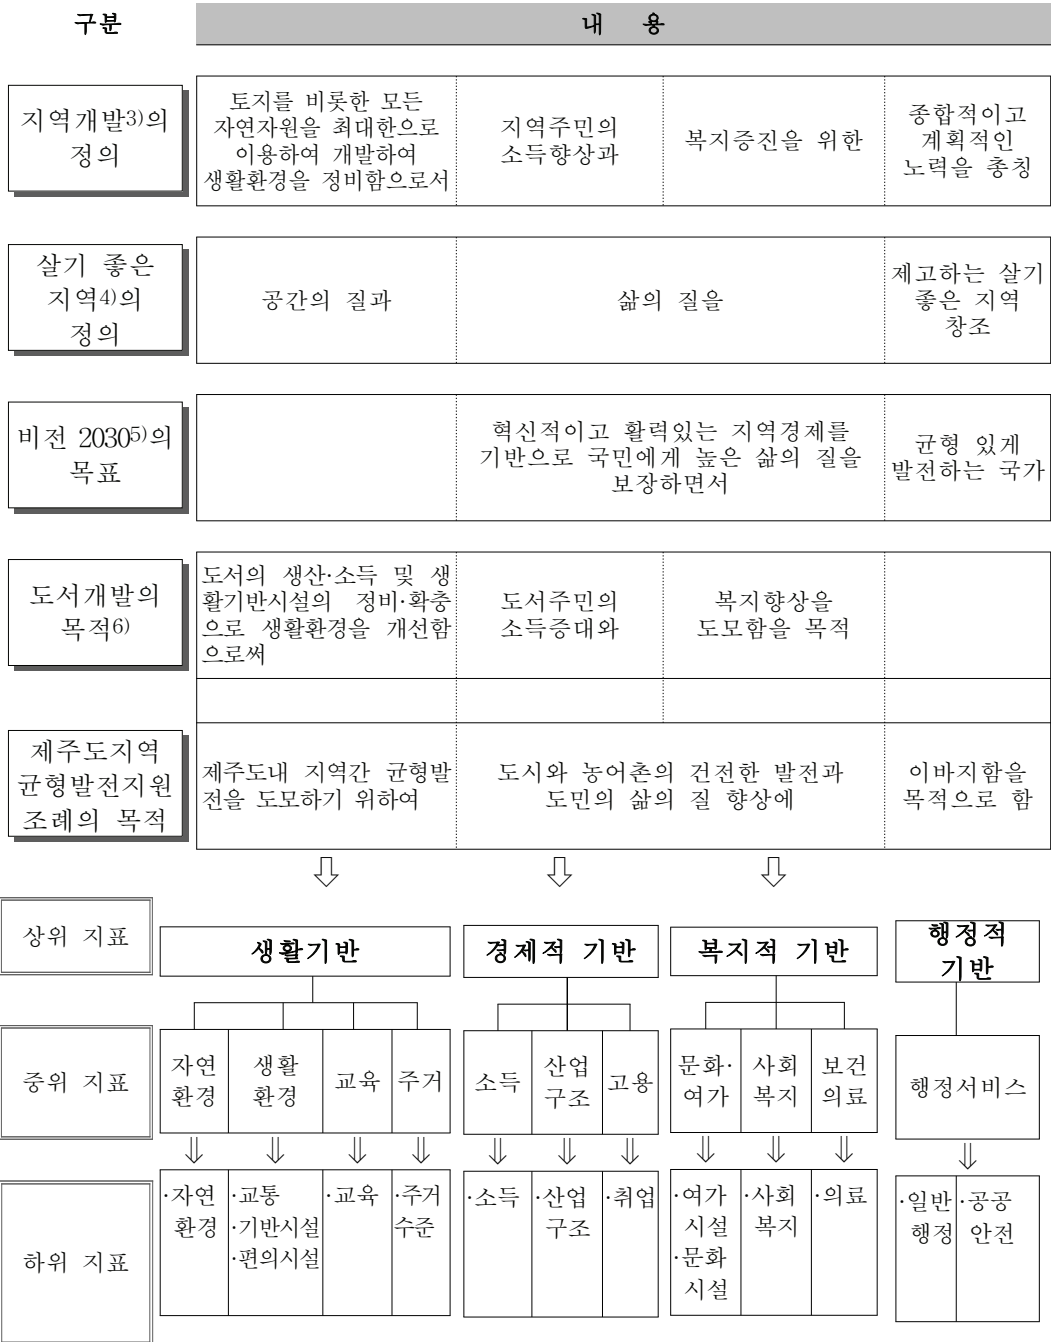 구분
내 용
지역개발3)의
정의
토지를 비롯한 모든
자연자원을 최대한으로
이용하여 개발하여
생활환경을 정비함으로서
지역주민의
소득향상과
복지증진을 위한
종합적이고
계획적인
노력을 총칭
살기 좋은
지역4)의
정의
공간의 질과
삶의 질을
제고하는 살기
좋은 지역
창조
비전 20305)의
목표
혁신적이고 활력있는 지역경제를
기반으로 국민에게 높은 삶의 질을
보장하면서
균형 있게
발전하는 국가
도서개발의
목적6)
도서의 생산·소득 및 생
활기반시설의 정비·확충
으로 생활환경을 개선함
으로써
도서주민의
소득증대와
복지향상을
도모함을 목적
제주도지역
균형발전지원
조례의 목적
제주도내 지역간 균형발
전을 도모하기 위하여
도시와 농어촌의 건전한 발전과
도민의 삶의 질 향상에
이바지함을
목적으로 함
상위 지표
생활기반
경제적 기반
복지적 기반
행정적
기반
중위 지표
자연
환경
생활
환경
교육
주거
소득
산업
구조
고용
문화·
여가
사회
복지
보건
의료
행정서비스
하위 지표
·자연
환경
·교통
·기반시설
·편의시설
·교육
·주거
수준
·소득
·산업
구조
·취업
·여가
시설
·문화
시설
·사회
복지
·의료
·일반
행정
·공공
안전